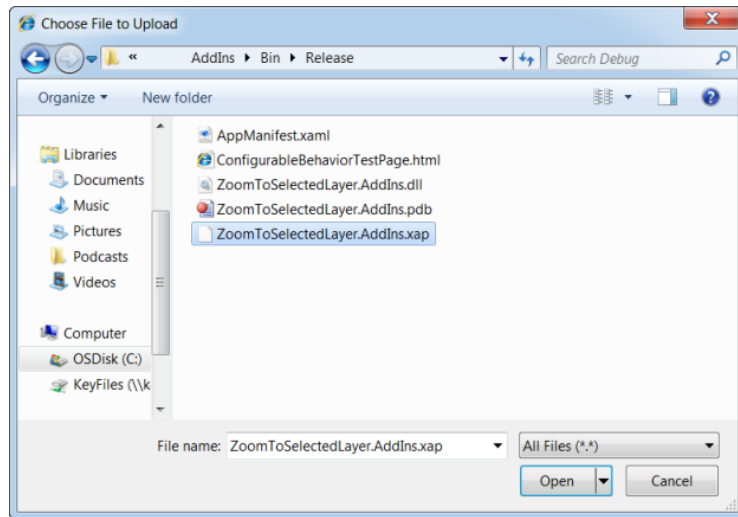 Choose File to Upload
« AddIns Bin Release Search Debug
Organize New folder
Libraries
Documents
Music
Pictures
Podcasts
Videos
Computer
OSDisk (C:)
KeyFiles (\\k
AppManifest.xaml
ConfigurableBehaviorTestPage.html
ZoomToSelectedLayer.AddIns.dll
ZoomToSelectedLayer.AddIns.pdb
ZoomToSelectedLayer.AddIns.xap
File name: ZoomToSelectedLayer.AddIns.xap All Files (*.*)
Open Cancel